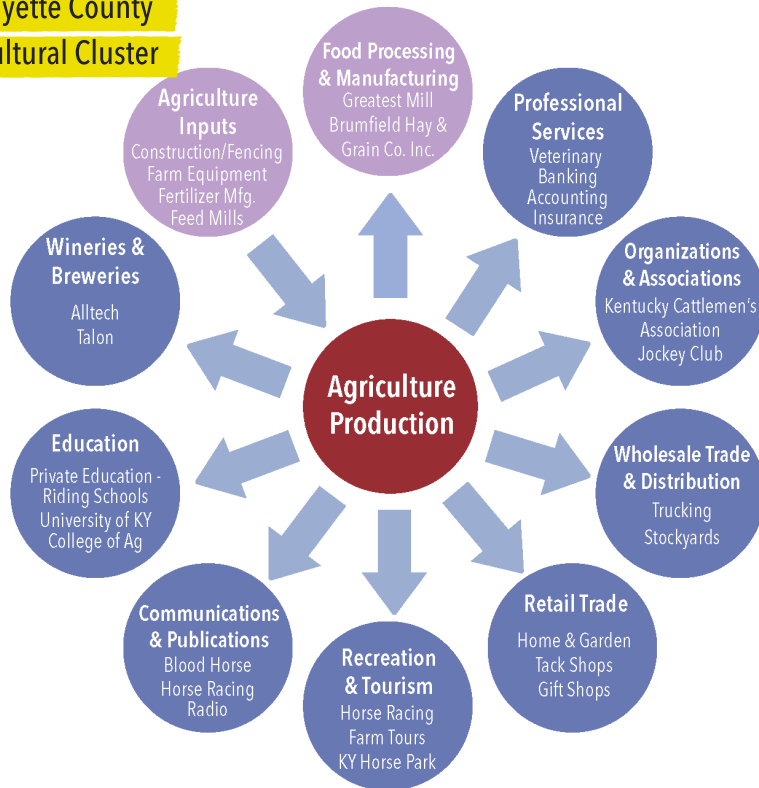 yette County
ultural Cluster
Food Processing
& Manufacturing
Greatest Mill
Brumfield Hay &
Grain Co. Inc.
Agriculture
Inputs
Construction/Fencing
Farm Equipment
Fertilizer Mfg.
Feed Mills
Professional
Services
Veterinary
Banking
Accounting
Insurance
Wineries &
Breweries
Alltech
Talon
Organizations
& Associations
Kentucky Cattlemen's
Association
Jockey Club
Agriculture
Production
Education
Private Education -
Riding Schools
University of KY
College of Ag
Wholesale Trade
& Distribution
Trucking
Stockyards
Communications
& Publications
Blood Horse
Horse Racing
Radio
Recreation
& Tourism
Horse Racing
Farm Tours
KY Horse Park
Retail Trade
Home & Garden
Tack Shops
Gift Shops